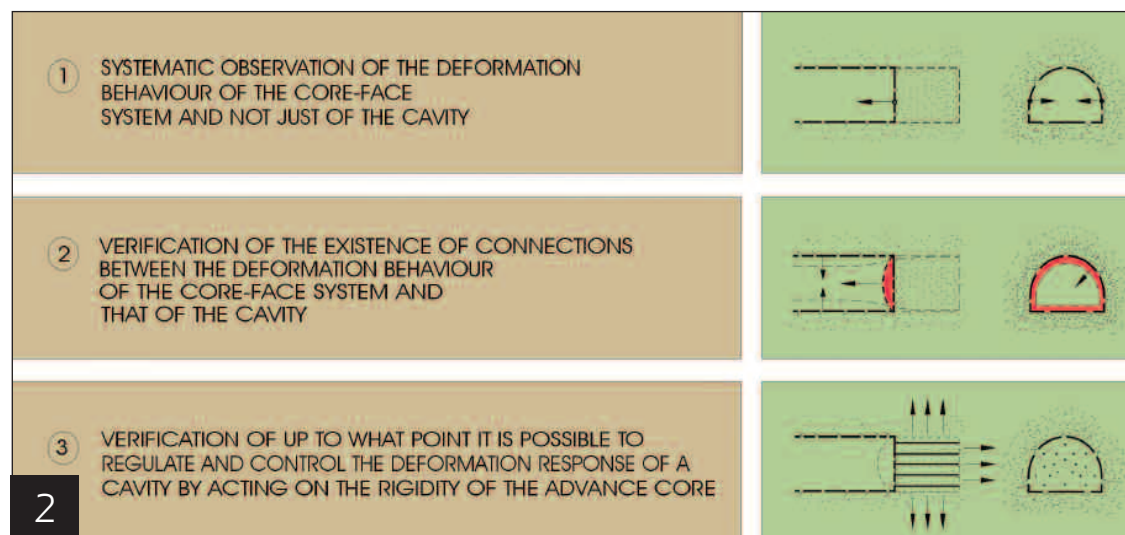 1
SYSTEMATIC OBSERVATION OF THE DEFORMATION
BEHAVIOUR OF THE CORE-FACE
SYSTEM AND NOT JUST OF THE CAVITY
2
VERIFICATION OF THE EXISTENCE OF CONNECTIONS
BETWEEN THE DEFORMATION BEHAVIOUR
OF THE CORE-FACE SYSTEM AND
THAT OF THE CAVITY
3
VERIFICATION OF UP TO WHAT POINT IT IS POSSIBLE TO
REGULATE AND CONTROL THE DEFORMATION RESPONSE OF A
CAVITY BY ACTING ON THE RIGIDITY OF THE ADVANCE CORE
2